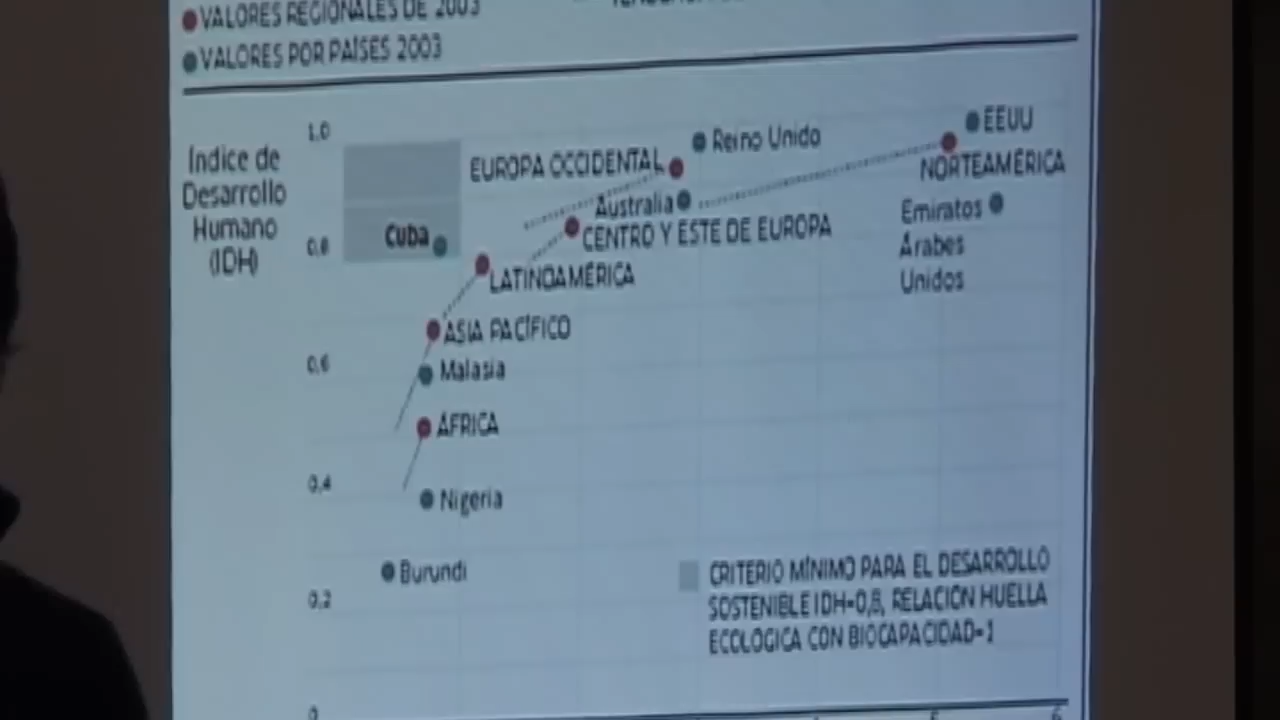 VALORES REGIONALES DE 2003
VALORES POR PAÍSES 2003
Índice de
Desarrollo
Humano
(IDH)
1,0
0,8
0,6
0,4
0,2
0
EEUU
Reino Unido
NORTEAMÉRICA
EUROPA OCCIDENTAL
Australia
Emiratos
Árabes
Unidos
CENTRO Y ESTE DE EUROPA
Cuba
LATINOAMÉRICA
ASIA PACÍFICO
Malasia
ÁFRICA
Nigeria
Burundi
CRITERIO MÍNIMO PARA EL DESARROLLO
SOSTENIBLE IDH=0,8, RELACIÓN HUELLA
ECOLÓGICA CON BIOCAPACIDAD=1
5
6